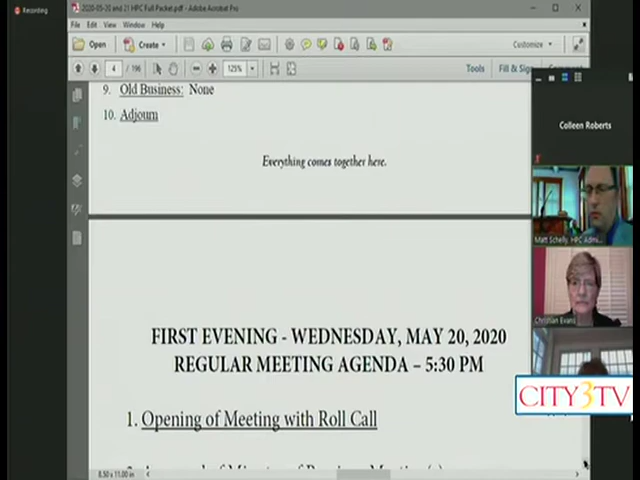 Recording
2020-05-20 and 21 HPC Full Packet.pdf - Adobe Acrobat Pro
File Edit View Window Help
Open
Create
Customize
4 / 196
125%
Tools
Fill & Sign
Comment
9. Old Business: None
10. Adjourn
Everything comes together here.
FIRST EVENING - WEDNESDAY, MAY 20, 2020
REGULAR MEETING AGENDA – 5:30 PM
1. Opening of Meeting with Roll Call
8.50 x 11.00 in
Colleen Roberts
Matt Schelly, HPC Admi...
Christian Evans
CITY3TV